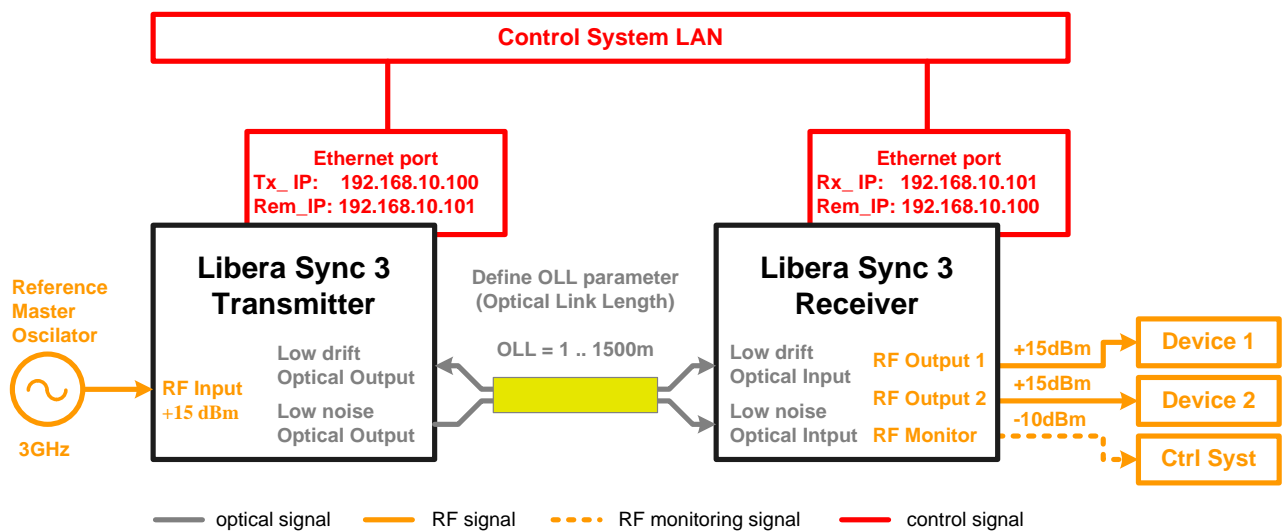 Control System LAN
Ethernet port
Tx_ IP: 192.168.10.100
Rem_IP: 192.168.10.101
Ethernet port
Rx_ IP: 192.168.10.101
Rem_IP: 192.168.10.100
Reference
Master
Oscilator
3GHz
Libera Sync 3
Transmitter
RF Input
+15 dBm
Low drift
Optical Output
Low noise
Optical Output
Define OLL parameter
(Optical Link Length)
OLL = 1 .. 1500m
Libera Sync 3
Receiver
Low drift
Optical Input
Low noise
Optical Intput
RF Output 1
RF Output 2
RF Monitor
+15dBm
+15dBm
-10dBm
Device 1
Device 2
Ctrl Syst
optical signal
RF signal
RF monitoring signal
control signal